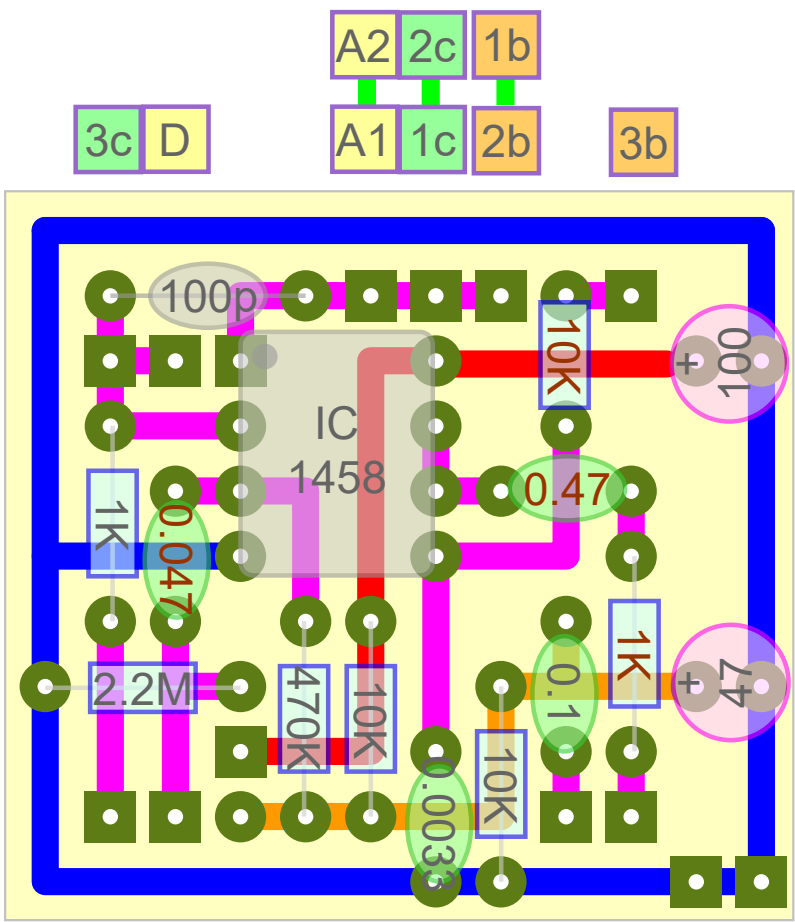 A2 2c 1b
3c D A1 1c 2b 3b
100p
10K
+ 100
IC
1458
0.47
1K
0.047
1K
0.1
+ 47
2.2M
470K
10K
10K
0.0033